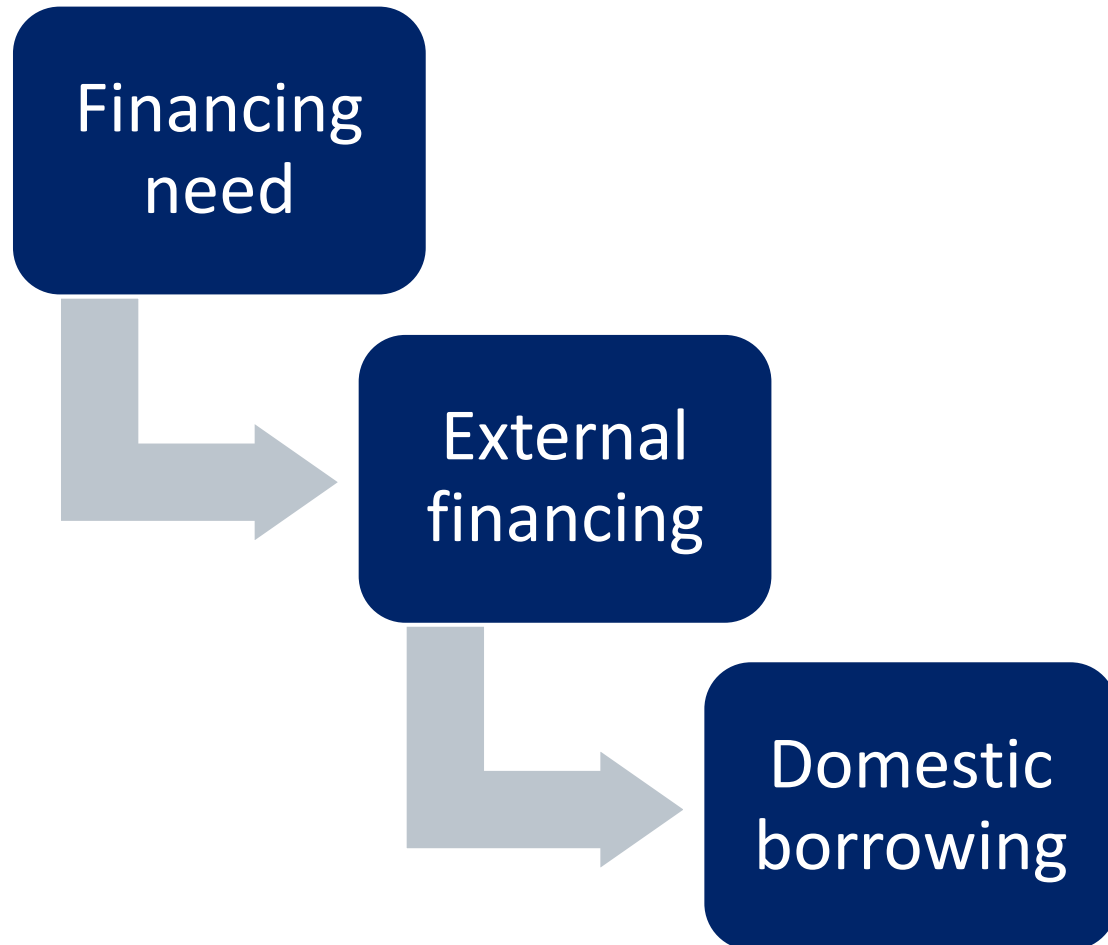 Financing
need
External
financing
Domestic
borrowing